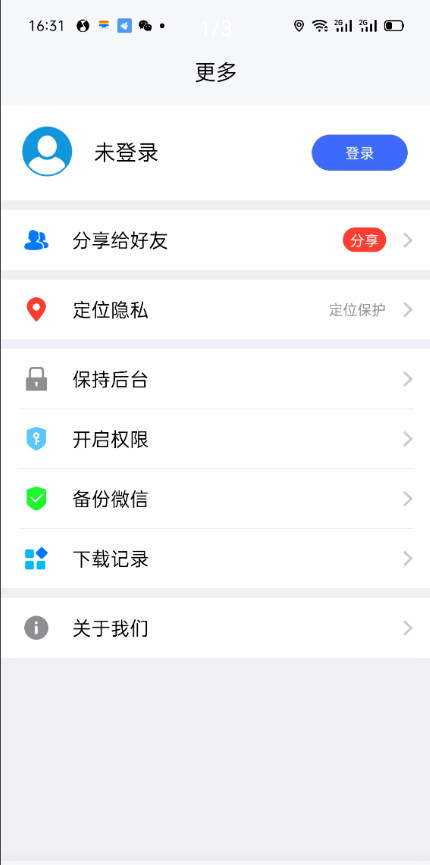 16:31
1/3
2G 2G
更多
未登录 登录
分享给好友 分享
定位隐私 定位保护
保持后台
开启权限
备份微信
下载记录
关于我们